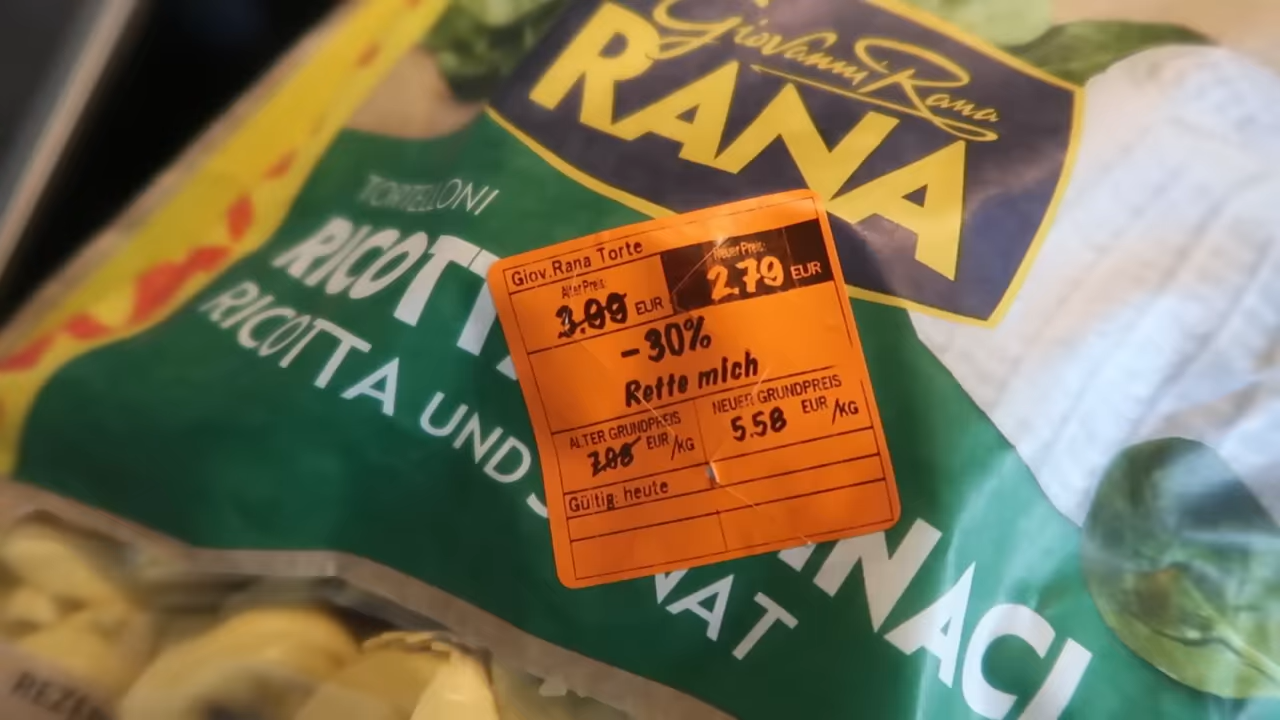 Giovanni Rana
RANA
TORTELLONI
RICOTTA
RICOTTA UND
NAT
INACI
Giov.Rana Torte
Alter Preis:
3.99 EUR
Neuer Preis:
2.79 EUR
-30%
Rette mich
ALTER GRUNDPREIS
EUR/KG
NEUER GRUNDPREIS
5.58 EUR/KG
Gültig: heute